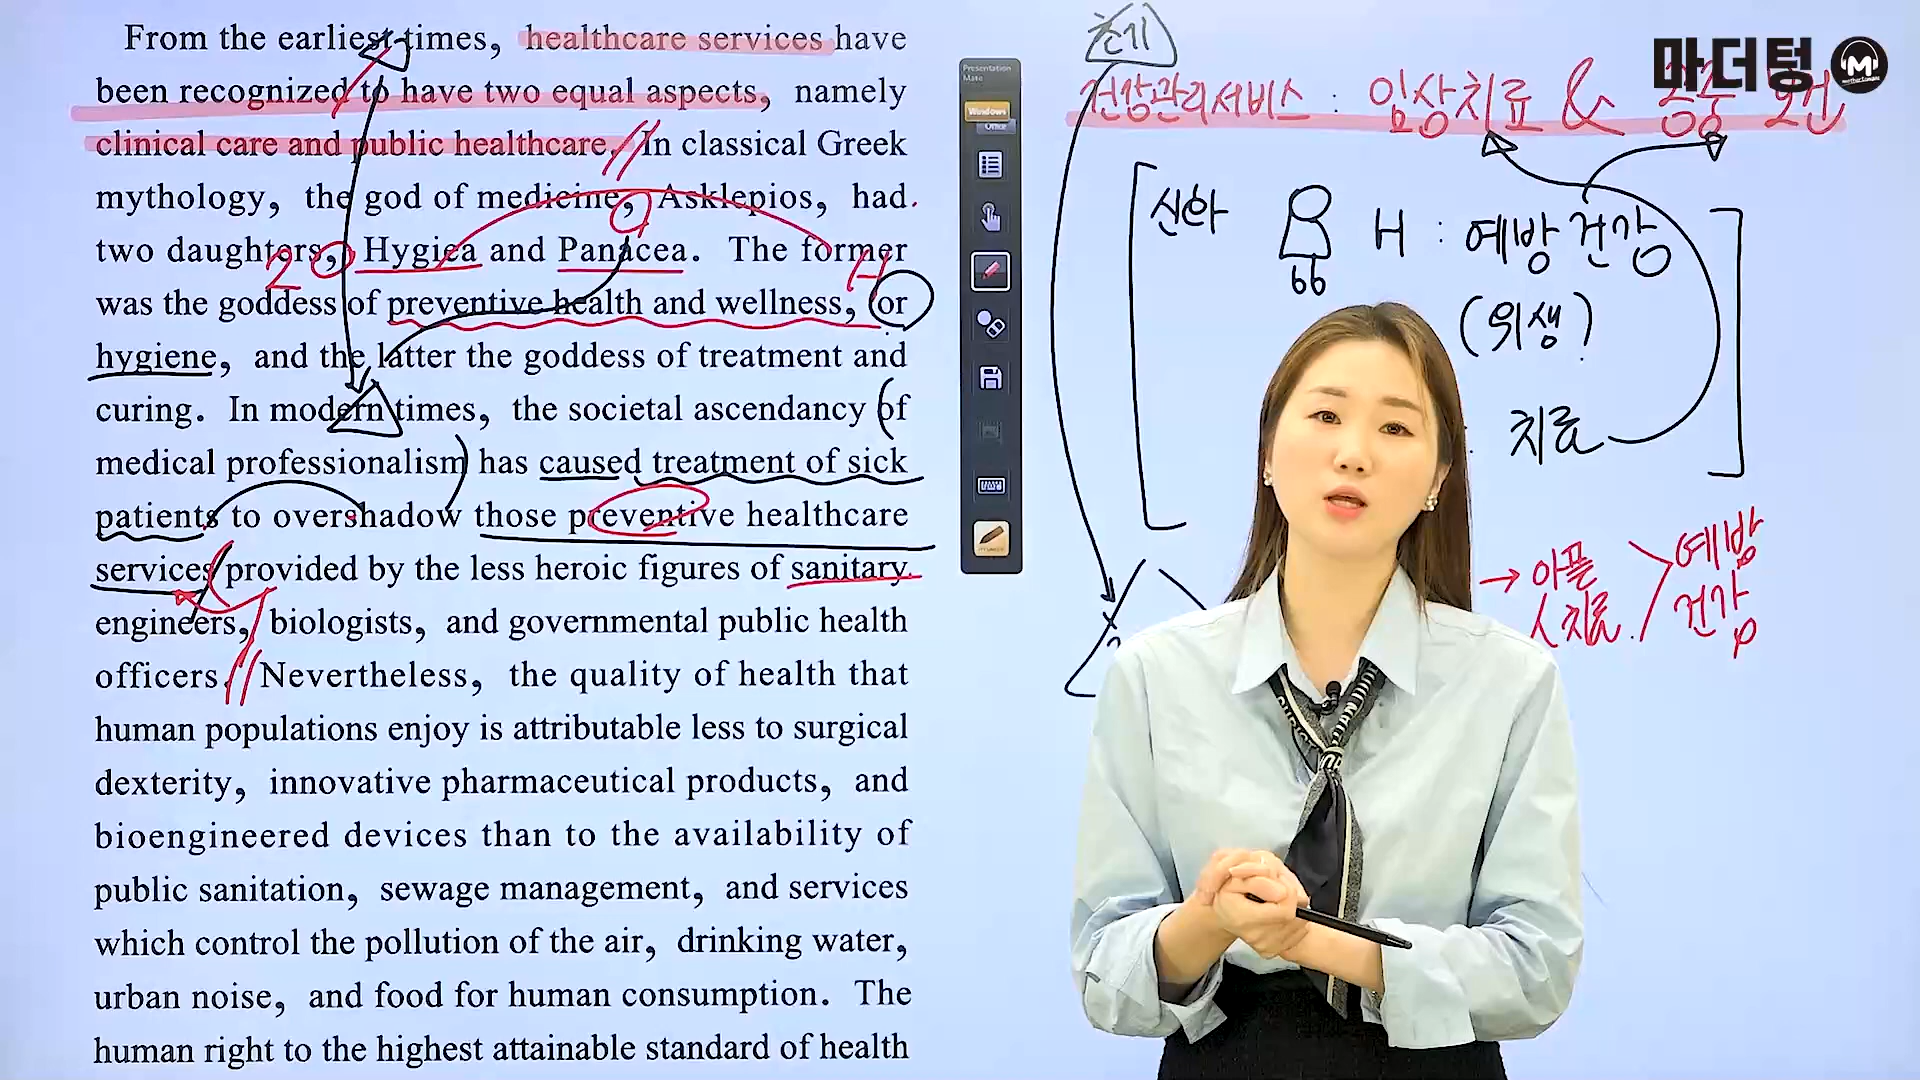 From the earliest times, healthcare services have
been recognized to have two equal aspects, namely
clinical care and public healthcare. In classical Greek
mythology, the god of medicine, Asklepios, had
two daughters, Hygiea and Panacea. The former
was the goddess of preventive health and wellness, or
hygiene, and the latter the goddess of treatment and
curing. In modern times, the societal ascendancy of
medical professionalism has caused treatment of sick
patients to overshadow those preventive healthcare
services provided by the less heroic figures of sanitary
engineers, biologists, and governmental public health
officers. Nevertheless, the quality of health that
human populations enjoy is attributable less to surgical
dexterity, innovative pharmaceutical products, and
bioengineered devices than to the availability of
public sanitation, sewage management, and services
which control the pollution of the air, drinking water,
urban noise, and food for human consumption. The
human right to the highest attainable standard of health
2
H
Presentation
Mate
Windows
Office
초기
마더텅
M
건강관리서비스 : 임상치료 & 공중 보건
신화
H : 예방 건강
(위생)
치료
→ 아픈 > 예방
치료 건강